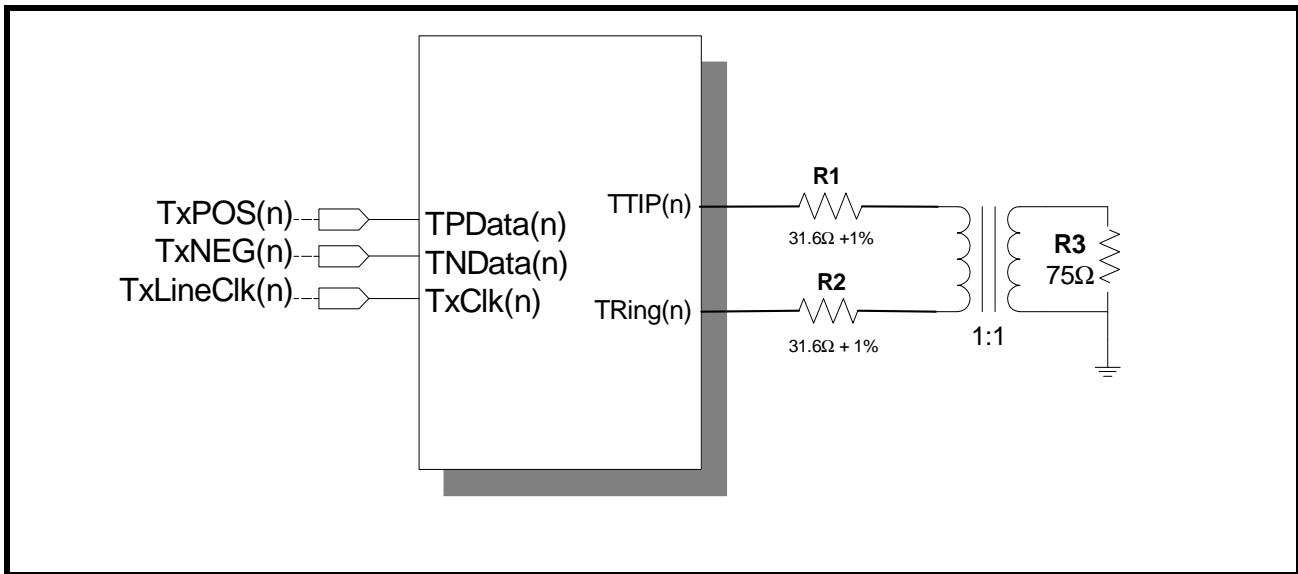 TxPOS(n)
TxNEG(n)
TxLineClk(n)
TPData(n)
TNData(n)
TxClk(n)
TTIP(n)
TRing(n)
R1
31.6Ω +1%
R2
31.6Ω + 1%
1:1
R3
75Ω